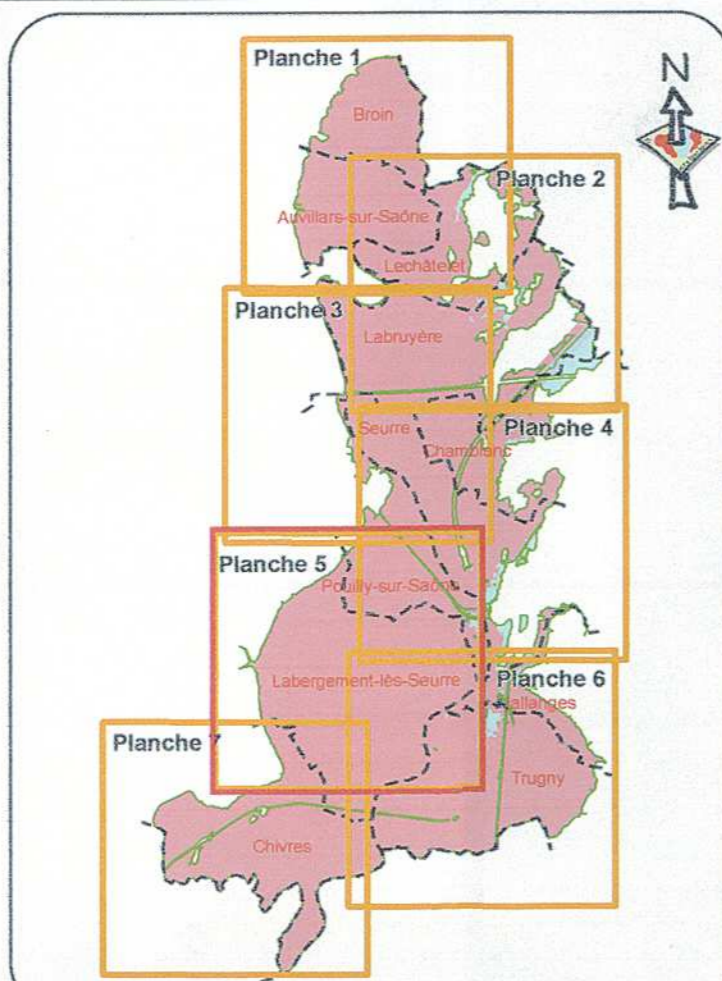 Planche 1
N
Broin
Planche 2
Auvillars-sur-Saône
Lechâtelet
Planche 3
Labruyère
Seurre
Planche 4
Chamblanc
Planche 5
Pouilly-sur-Saône
Labergement-lès-Seurre
Planche 6
allanges
Planche 7
Trugny
Chivres